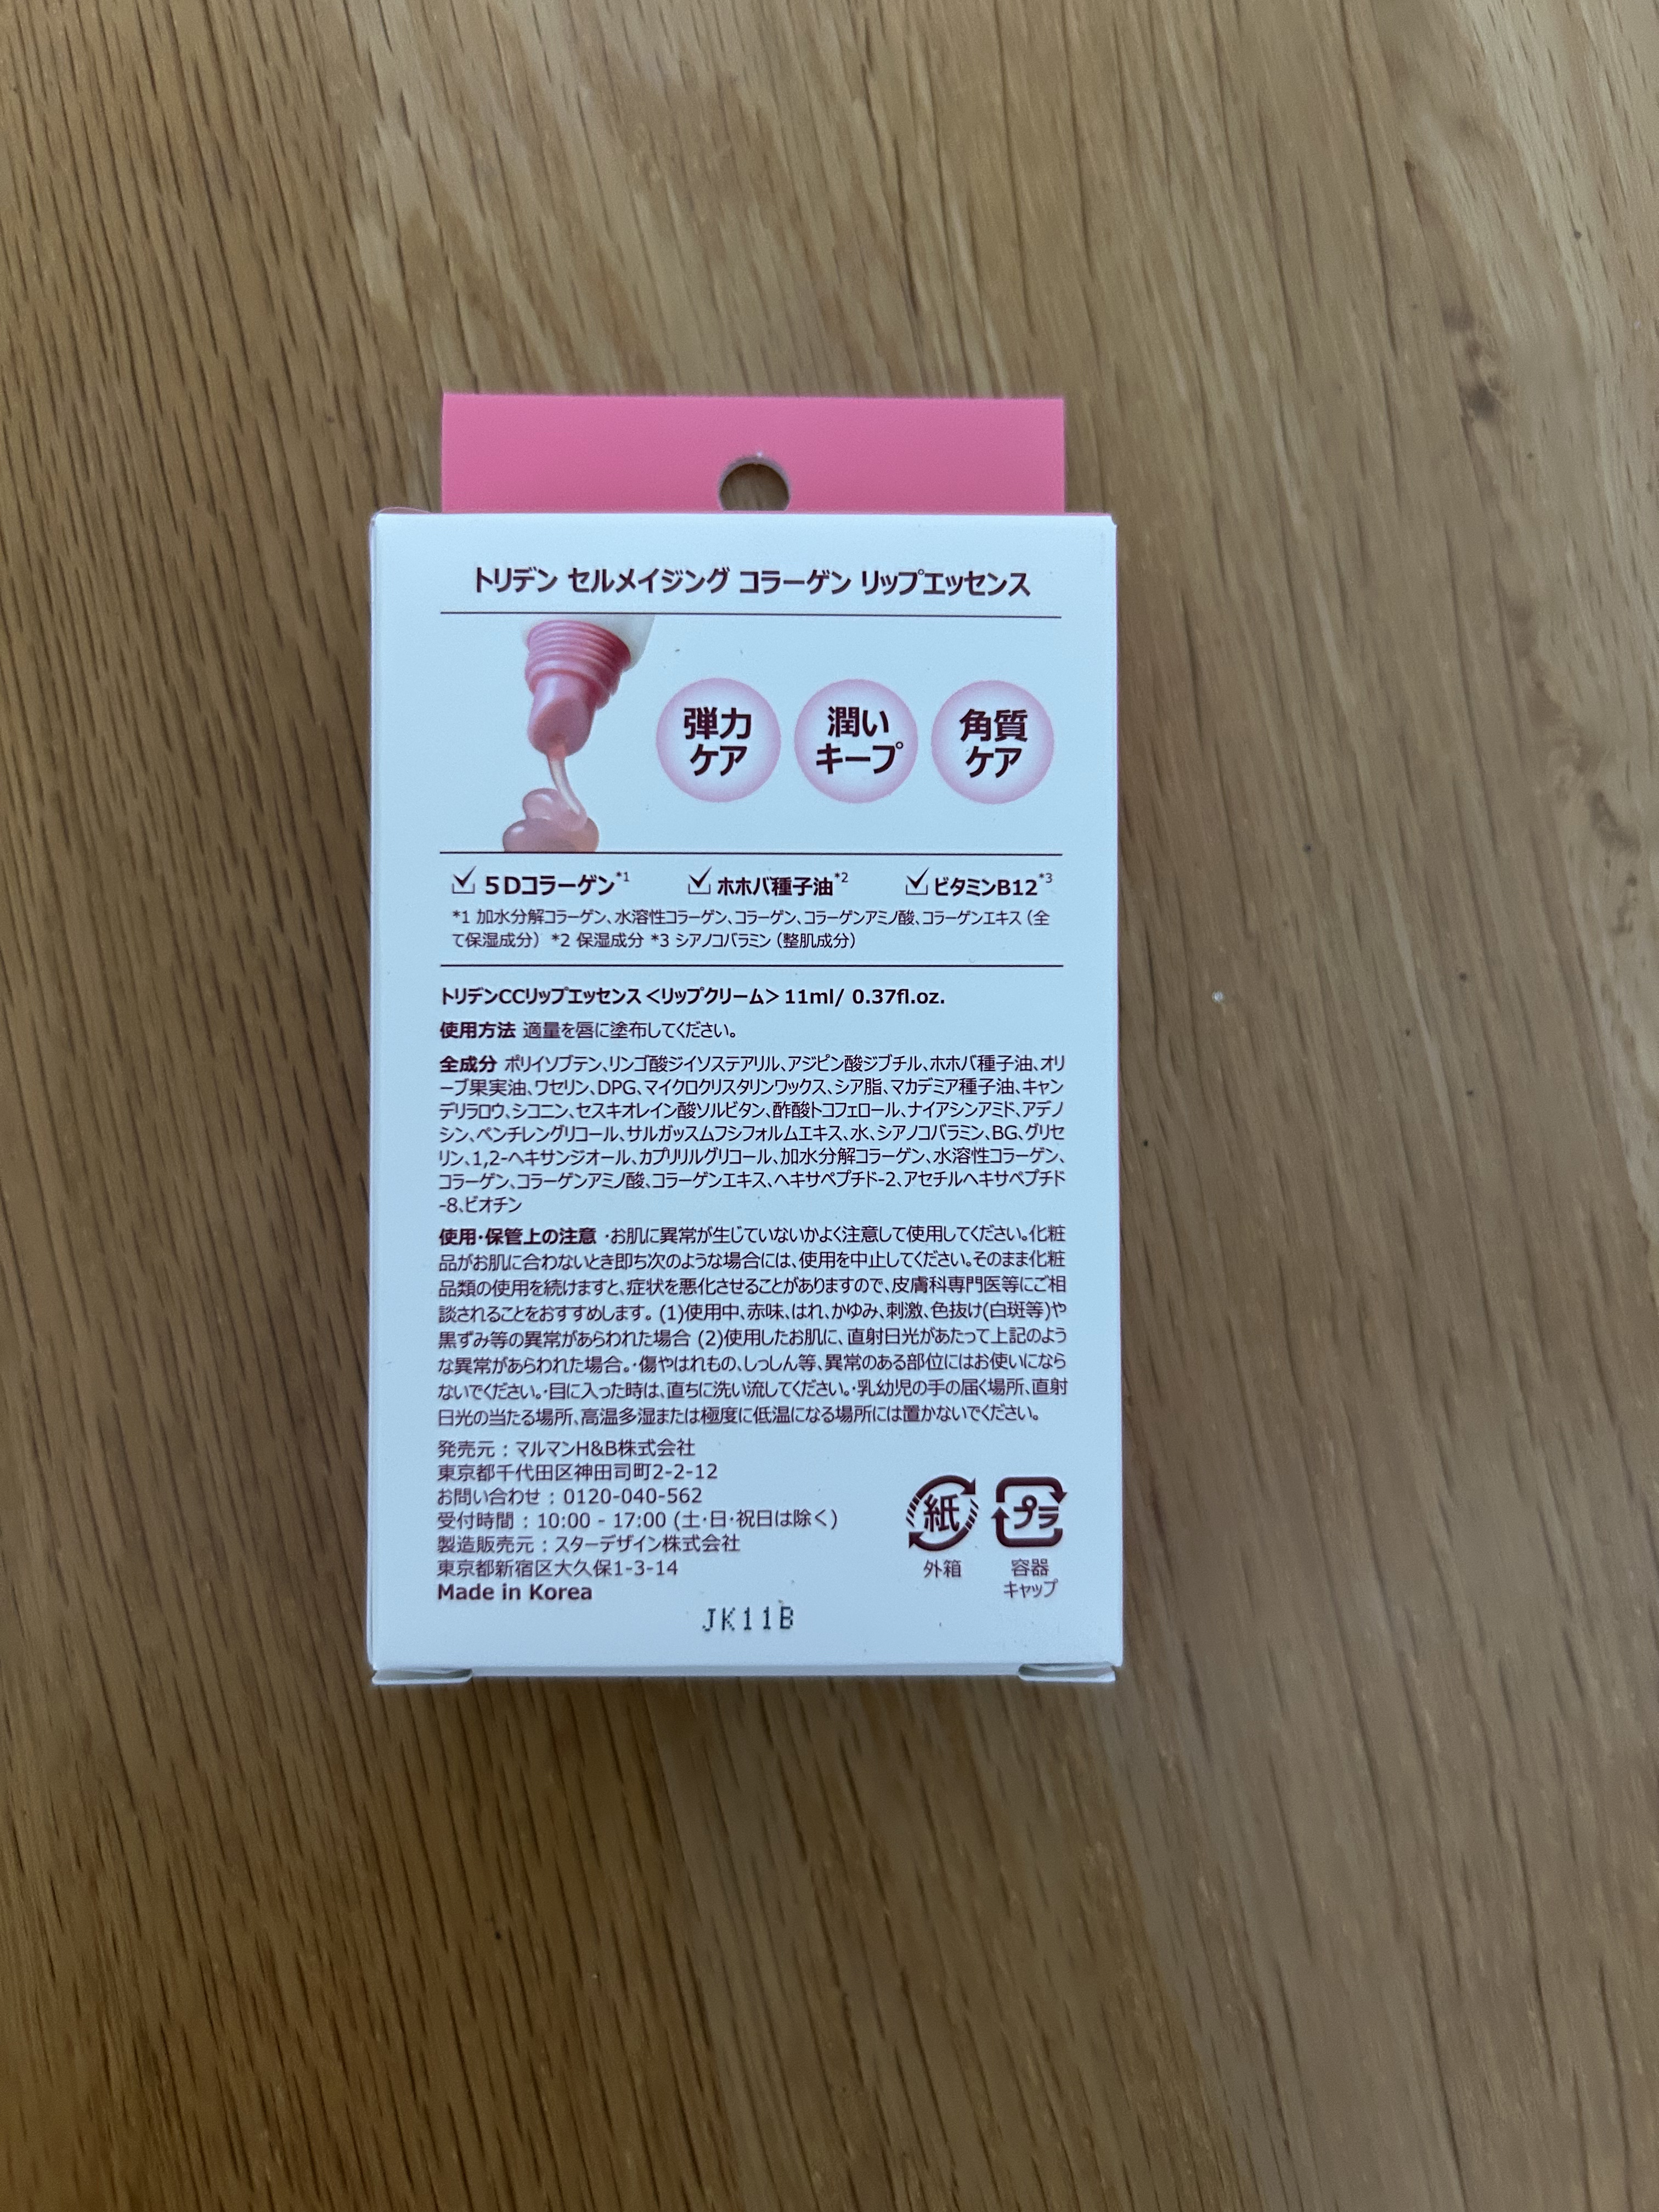 トリデン セルメイジング コラーゲン リップエッセンス
弾力
ケア
潤い
キープ
角質
ケア
5Dコラーゲン*1 ホホバ種子油*2 ビタミンB12*3
*1 加水分解コラーゲン、水溶性コラーゲン、コラーゲン、コラーゲンアミノ酸、コラーゲンエキス（全
て保湿成分） *2 保湿成分 *3 シアノコバラミン（整肌成分）
トリデンCCリップエッセンス＜リップクリーム＞11ml/ 0.37fl.oz.
使用方法 適量を唇に塗布してください。
全成分 ポリイソブテン、リンゴ酸ジイソステアリル、アジピン酸ジブチル、ホホバ種子油、オリ
ーブ果実油、ワセリン、DPG、マイクロクリスタリンワックス、シア脂、マカデミア種子油、キャン
デリラロウ、シコニン、セスキオレイン酸ソルビタン、酢酸トコフェロール、ナイアシンアミド、アデノ
シン、ペンチレングリコール、サルガッスムフシフォルムエキス、水、シアノコバラミン、BG、グリセ
リン、1,2-ヘキサンジオール、カプリリルグリコール、加水分解コラーゲン、水溶性コラーゲン、
コラーゲン、コラーゲンアミノ酸、コラーゲンエキス、ヘキサペプチド-2、アセチルヘキサペプチド
-8、ビオチン
使用・保管上の注意 ・お肌に異常が生じていないかよく注意して使用してください。化粧
品がお肌に合わないとき即ち次のような場合には、使用を中止してください。そのまま化粧
品類の使用を続けますと、症状を悪化させることがありますので、皮膚科専門医等にご相
談されることをおすすめします。(1)使用中、赤味、はれ、かゆみ、刺激、色抜け(白斑等)や
黒ずみ等の異常があらわれた場合 (2)使用したお肌に、直射日光があたって上記のよう
な異常があらわれた場合。・傷やはれもの、しっしん等、異常のある部位にはお使いになら
ないでください。・目に入った時は、直ちに洗い流してください。・乳幼児の手の届く場所、直射
日光の当たる場所、高温多湿または極度に低温になる場所には置かないでください。
発売元：マルマンH&B株式会社
東京都千代田区神田司町2-2-12
お問い合わせ：0120-040-562
受付時間：10:00 - 17:00 (土・日・祝日は除く)
製造販売元：スターデザイン株式会社
東京都新宿区大久保1-3-14
Made in Korea
紙
外箱
プラ
容器
キャップ
JK11B